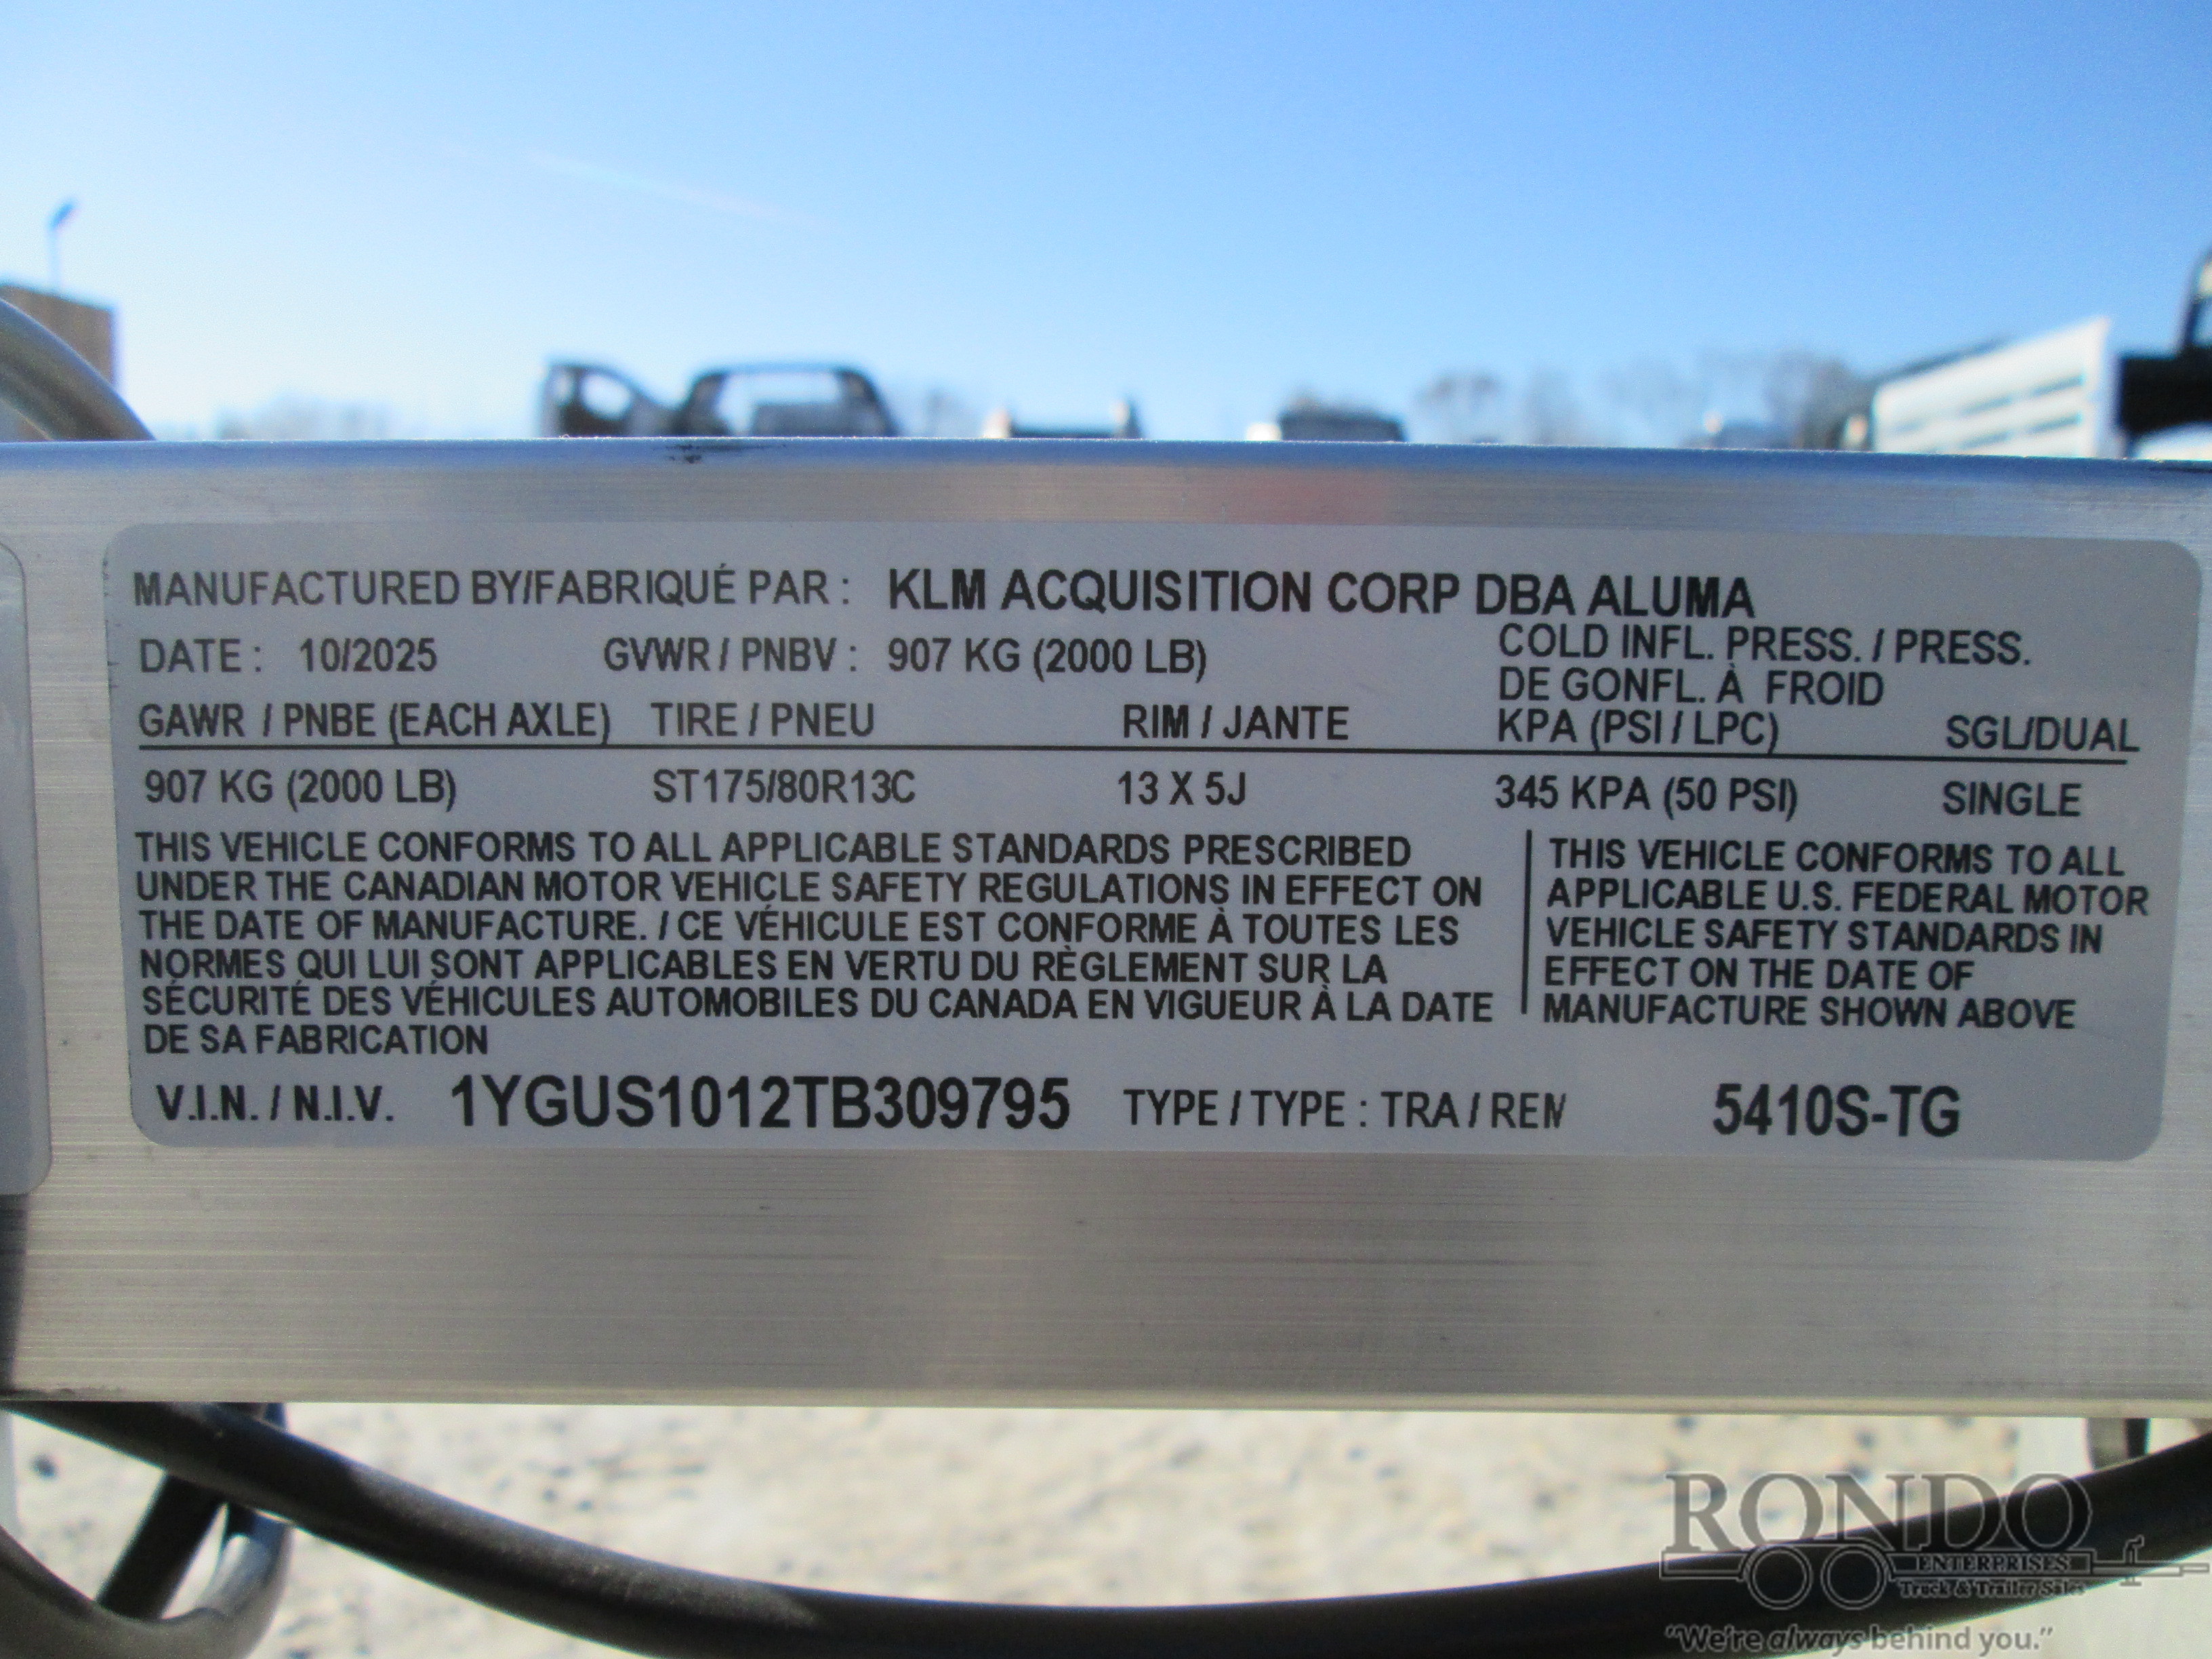 MANUFACTURED BY/FABRIQUÉ PAR : KLM ACQUISITION CORP DBA ALUMA
DATE : 10/2025 GVWR / PNBV : 907 KG (2000 LB)
COLD INFL. PRESS. / PRESS.
DE GONFL. À FROID
GAWR / PNBE (EACH AXLE) TIRE / PNEU RIM / JANTE KPA (PSI / LPC) SGL/DUAL
907 KG (2000 LB) ST175/80R13C 13 X 5J 345 KPA (50 PSI) SINGLE
THIS VEHICLE CONFORMS TO ALL APPLICABLE STANDARDS PRESCRIBED
UNDER THE CANADIAN MOTOR VEHICLE SAFETY REGULATIONS IN EFFECT ON
THE DATE OF MANUFACTURE. / CE VÉHICULE EST CONFORME À TOUTES LES
NORMES QUI LUI SONT APPLICABLES EN VERTU DU RÈGLEMENT SUR LA
SÉCURITÉ DES VÉHICULES AUTOMOBILES DU CANADA EN VIGUEUR À LA DATE
DE SA FABRICATION
THIS VEHICLE CONFORMS TO ALL
APPLICABLE U.S. FEDERAL MOTOR
VEHICLE SAFETY STANDARDS IN
EFFECT ON THE DATE OF
MANUFACTURE SHOWN ABOVE
V.I.N. / N.I.V. 1YGUS1012TB309795 TYPE / TYPE : TRA / REM 5410S-TG
RONDO
ENTERPRISES
Truck & Trailer Sales
"We're always behind you."